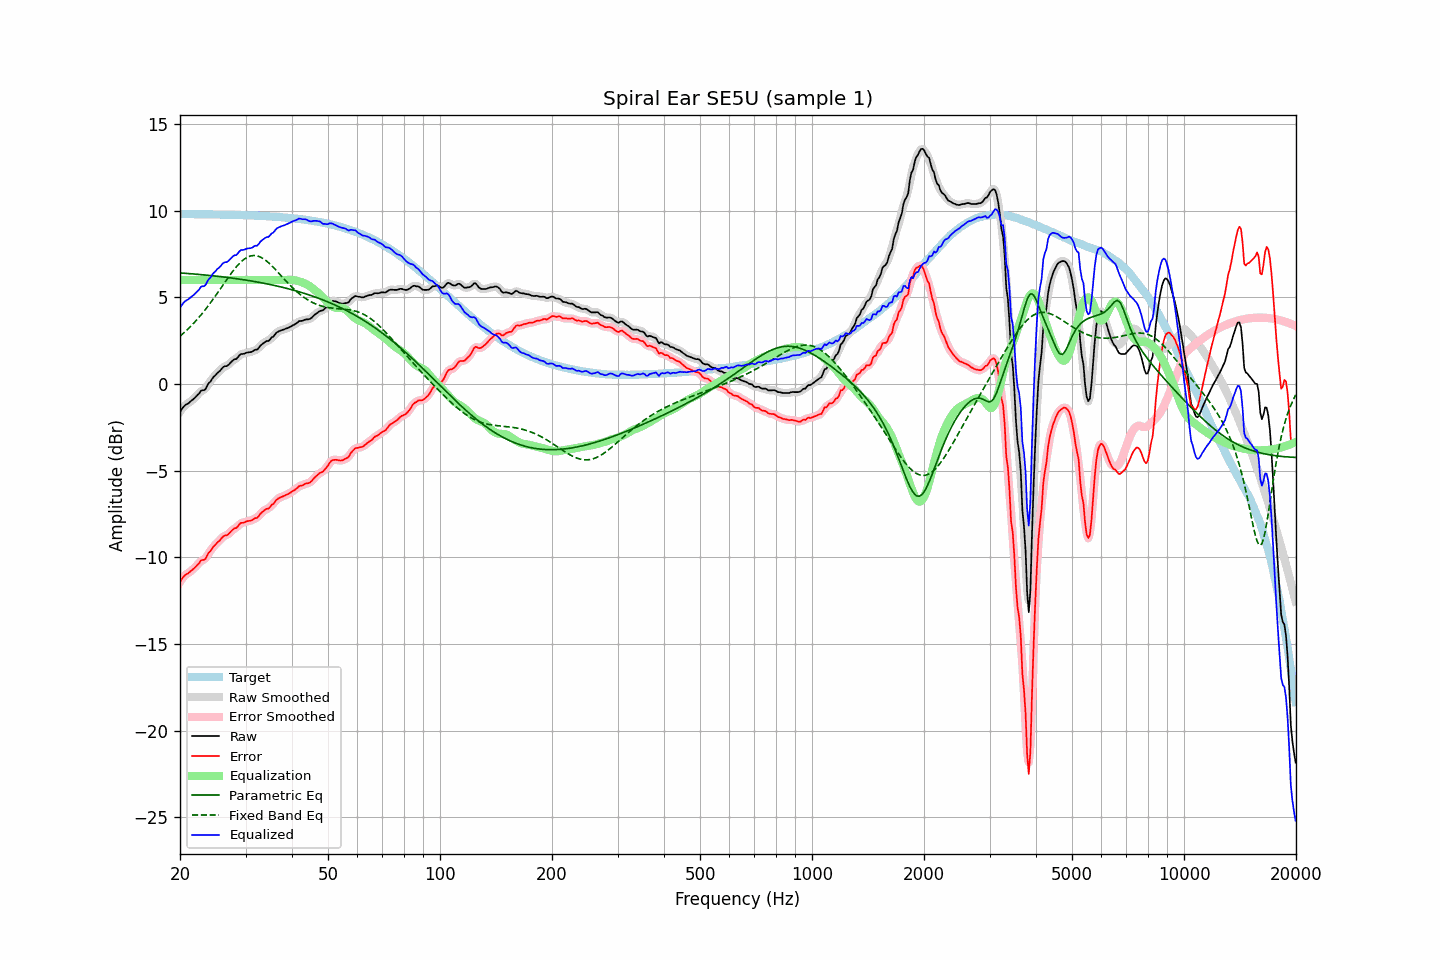 Spiral Ear SE5U (sample 1)
Amplitude (dBr)
15
10
5
0
−5
−10
−15
−20
−25
Target
Raw Smoothed
Error Smoothed
Raw
Error
Equalization
Parametric Eq
Fixed Band Eq
Equalized
20 50 100 200 500 1000 2000 5000 10000 20000
Frequency (Hz)